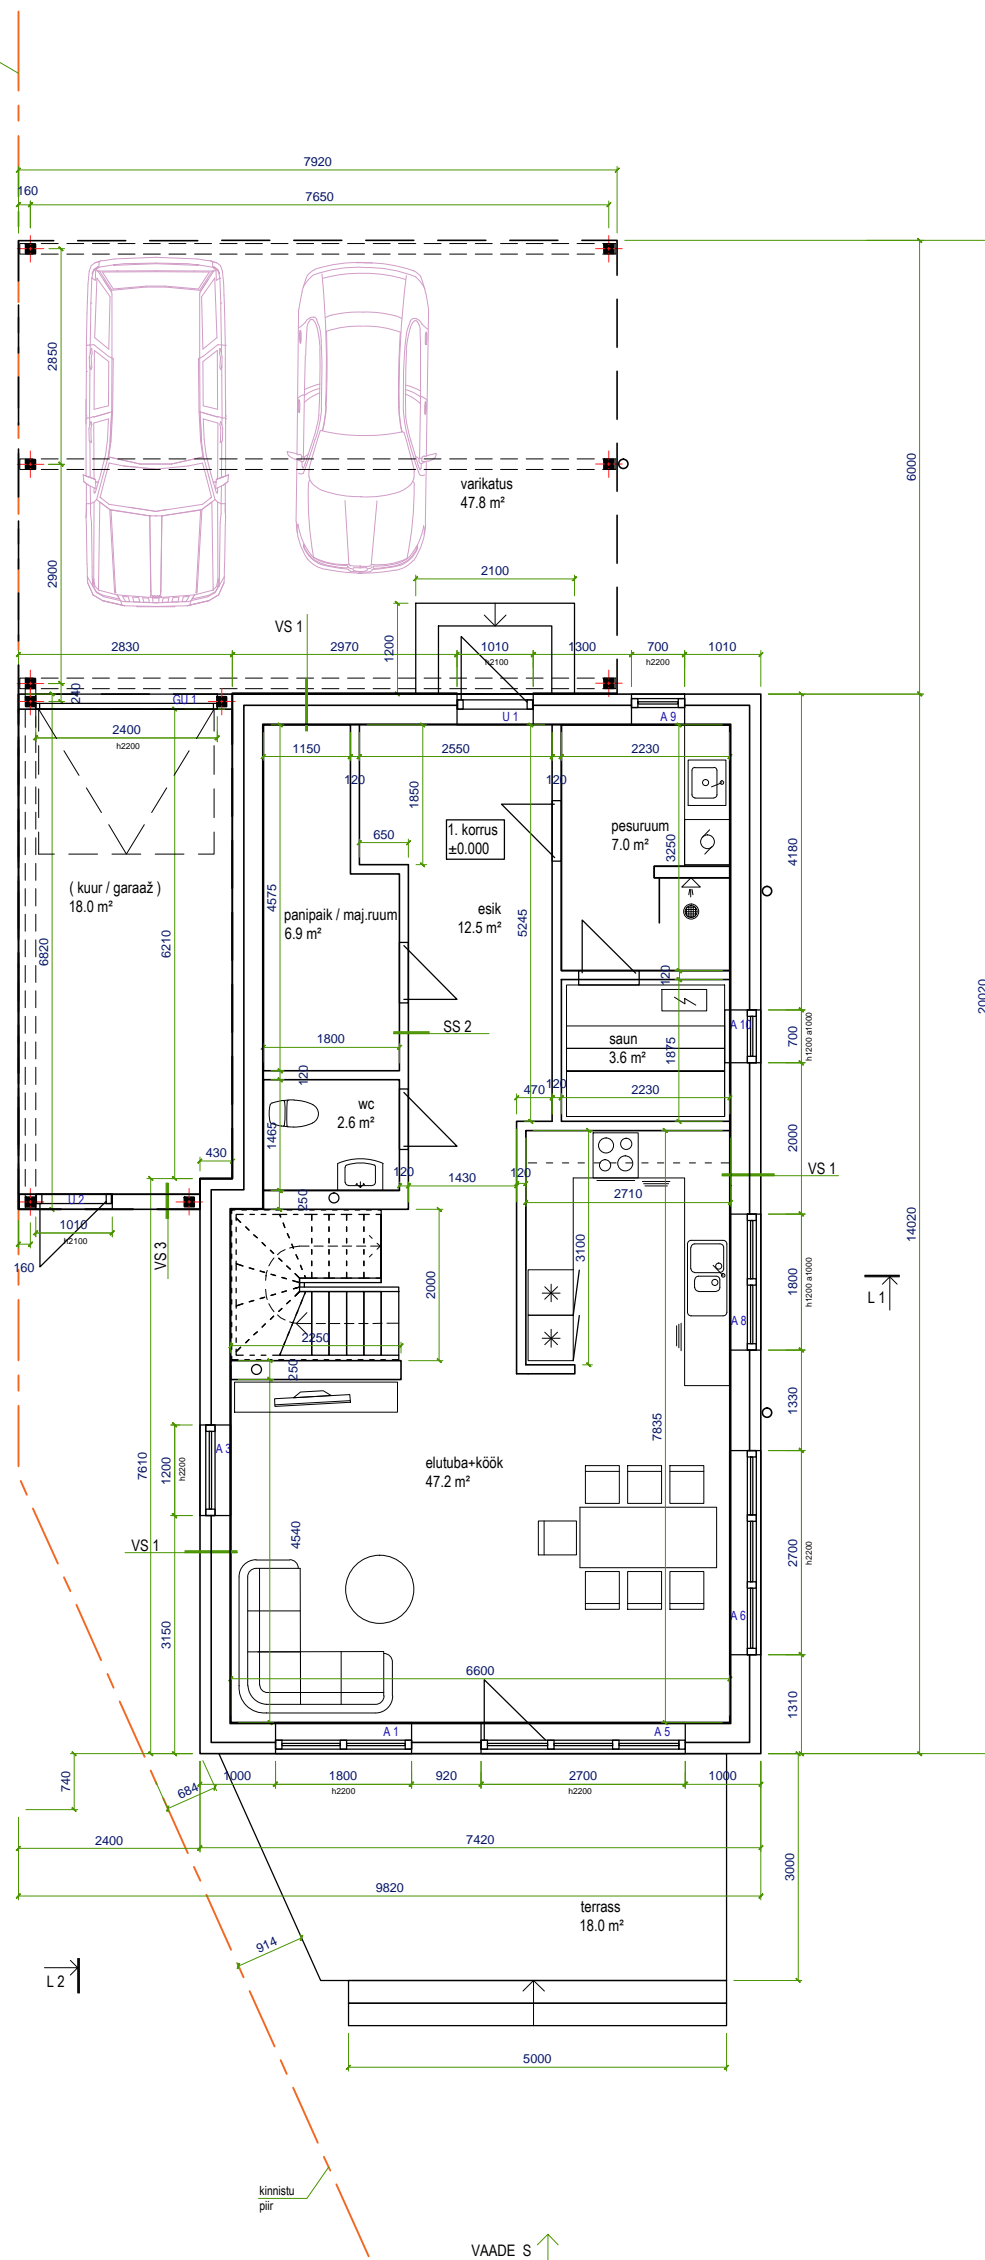 7920
160
7650
2850
6000
varikatus
47.8 m²
2900
2100
VS 1
1200
2830
2970
1010
h2100
1300
700
h2200
1010
240
GU 1
U 1
A 9
2400
h2200
1150
2550
2230
120
120
1850
650
1. korrus
±0.000
pesuruum
7.0 m²
3250
4180
( kuur / garaaž )
18.0 m²
4575
panipaik / maj.ruum
6.9 m²
esik
12.5 m²
5245
6820
6210
120
20020
SS 2
1800
saun
3.6 m²
1875
A 10
700
h1200 a1000
120
470
120
2230
wc
2.6 m²
1465
2000
430
120
1430
120
VS 1
2710
U 2
250
1010
h2100
160
VS 3
3100
2000
14020
1800
h1200 a1000
L 1
2250
A 8
250
1330
7835
A 3
1200
h2200
7610
elutuba+köök
47.2 m²
4540
VS 1
2700
h2200
A 6
3150
6600
1310
A 1
A 5
740
684
1000
1800
h2200
920
2700
h2200
1000
2400
7420
3000
9820
terrass
18.0 m²
914
L 2
5000
kinnistu
piir
VAADE S